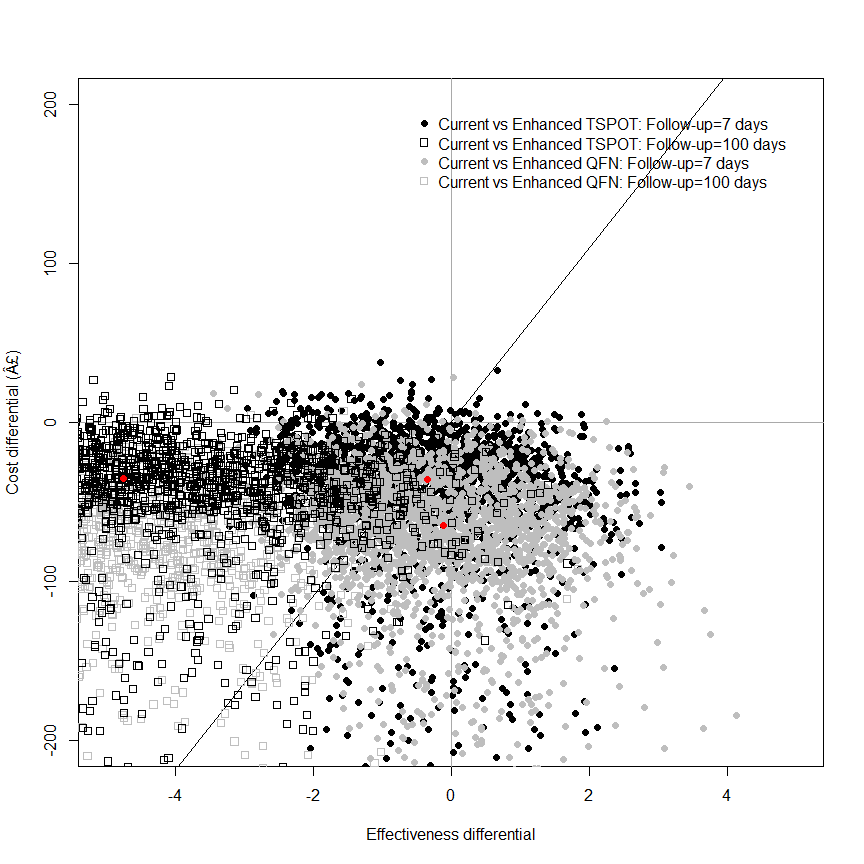 200
100
0
-100
-200
Cost differential (Â£)
Current vs Enhanced TSPOT: Follow-up=7 days
Current vs Enhanced TSPOT: Follow-up=100 days
Current vs Enhanced QFN: Follow-up=7 days
Current vs Enhanced QFN: Follow-up=100 days
-4
-2
0
2
4
Effectiveness differential